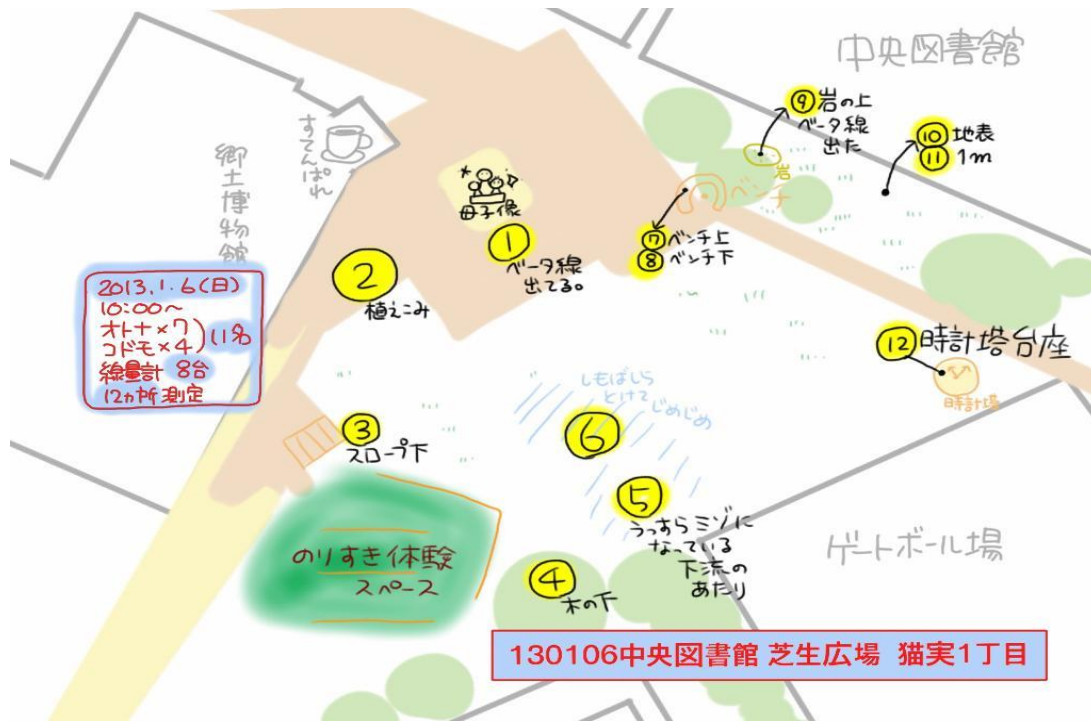 中央図書館
⑨岩の上
ベータ線
出た
⑩地表
⑪1m
すてんぱれ
郷土博物館
母子像
岩
ベンチ
①
ベータ線
出てる。
⑦ベンチ上
⑧ベンチ下
②
植えこみ
2013.1.6(日)
10:00〜
オトナ×7
コドモ×4
11名
線量計 8台
12ヵ所測定
⑫時計塔台座
時計塔
しもばしら
とけて
じめじめ
③
スロープ下
⑥
⑤
うっすらミゾに
なっている
下流の
あたり
ゲートボール場
のりすき体験
スペース
④
木の下
130106中央図書館 芝生広場 猫実1丁目